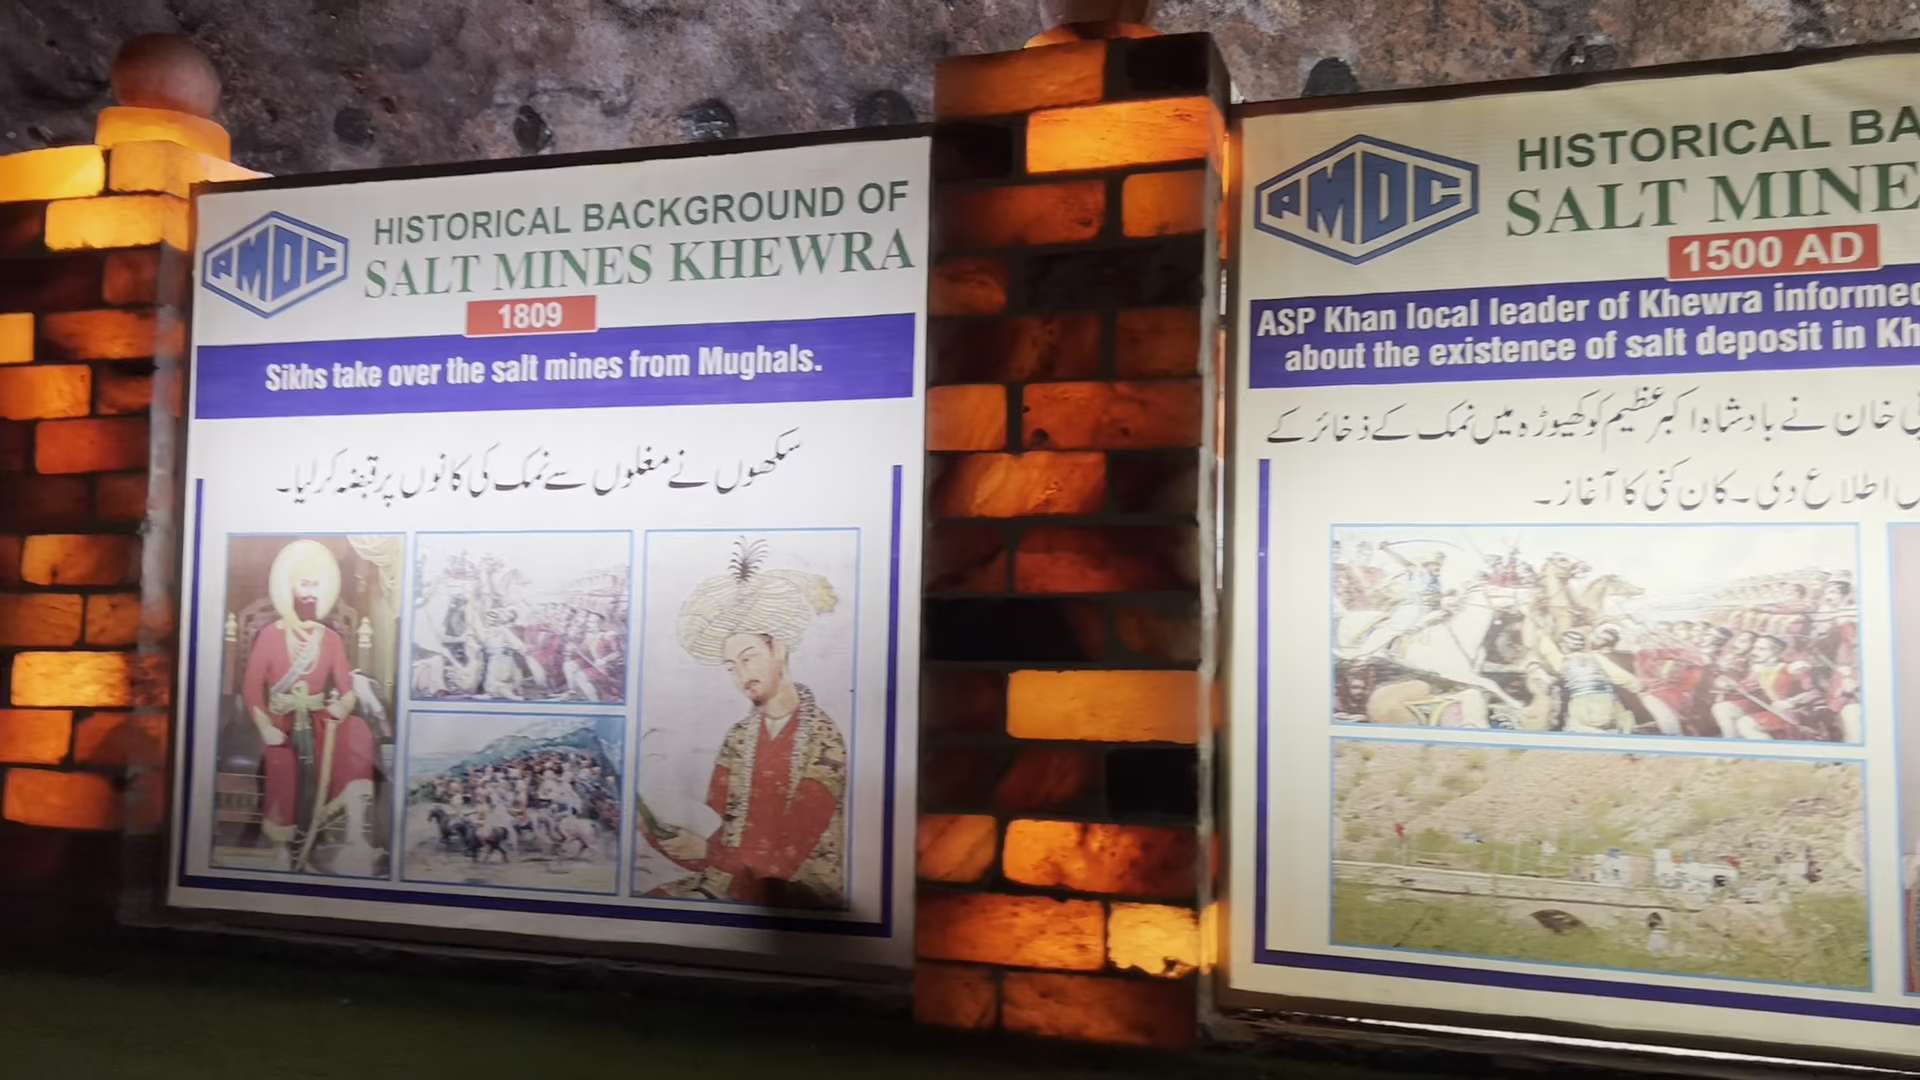 PMDC
HISTORICAL BACKGROUND OF
SALT MINES KHEWRA
1809
Sikhs take over the salt mines from Mughals.
سکھوں نے مغلوں سے نمک کی کانوں پر قبضہ کر لیا۔
PMDC
HISTORICAL BA
SALT MINE
1500 AD
ASP Khan local leader of Khewra informed
about the existence of salt deposit in Kh
خان نے بادشاہ اکبر عظیم کو کھیوڑہ میں نمک کے ذخائر کے
اطلاع دی۔ کان کنی کا آغاز۔